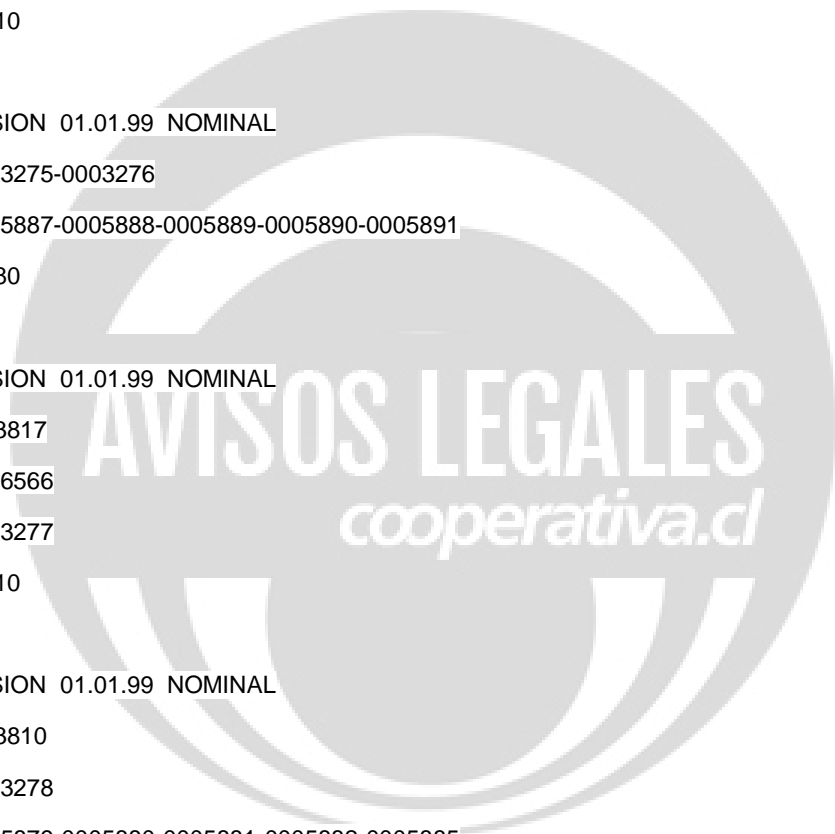 10
SION 01.01.99 NOMINAL
3275-0003276
5887-0005888-0005889-0005890-0005891
30
SION 01.01.99 NOMINAL
3817
AVISOS LEGALES
6566
cooperativa.cl
3277
10
SION 01.01.99 NOMINAL
3810
3278